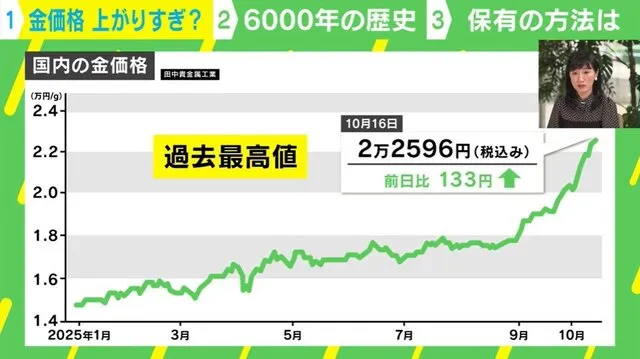 1 金価格 上がりすぎ? 2 6000年の歴史 3 保有の方法は
国内の金価格 田中貴金属工業
(万円/g)
2.4
2.2
2.0
1.8
1.6
1.4
過去最高値
10月16日
2万2596円(税込み)
前日比 133円
2025年1月 3月 5月 7月 9月 10月